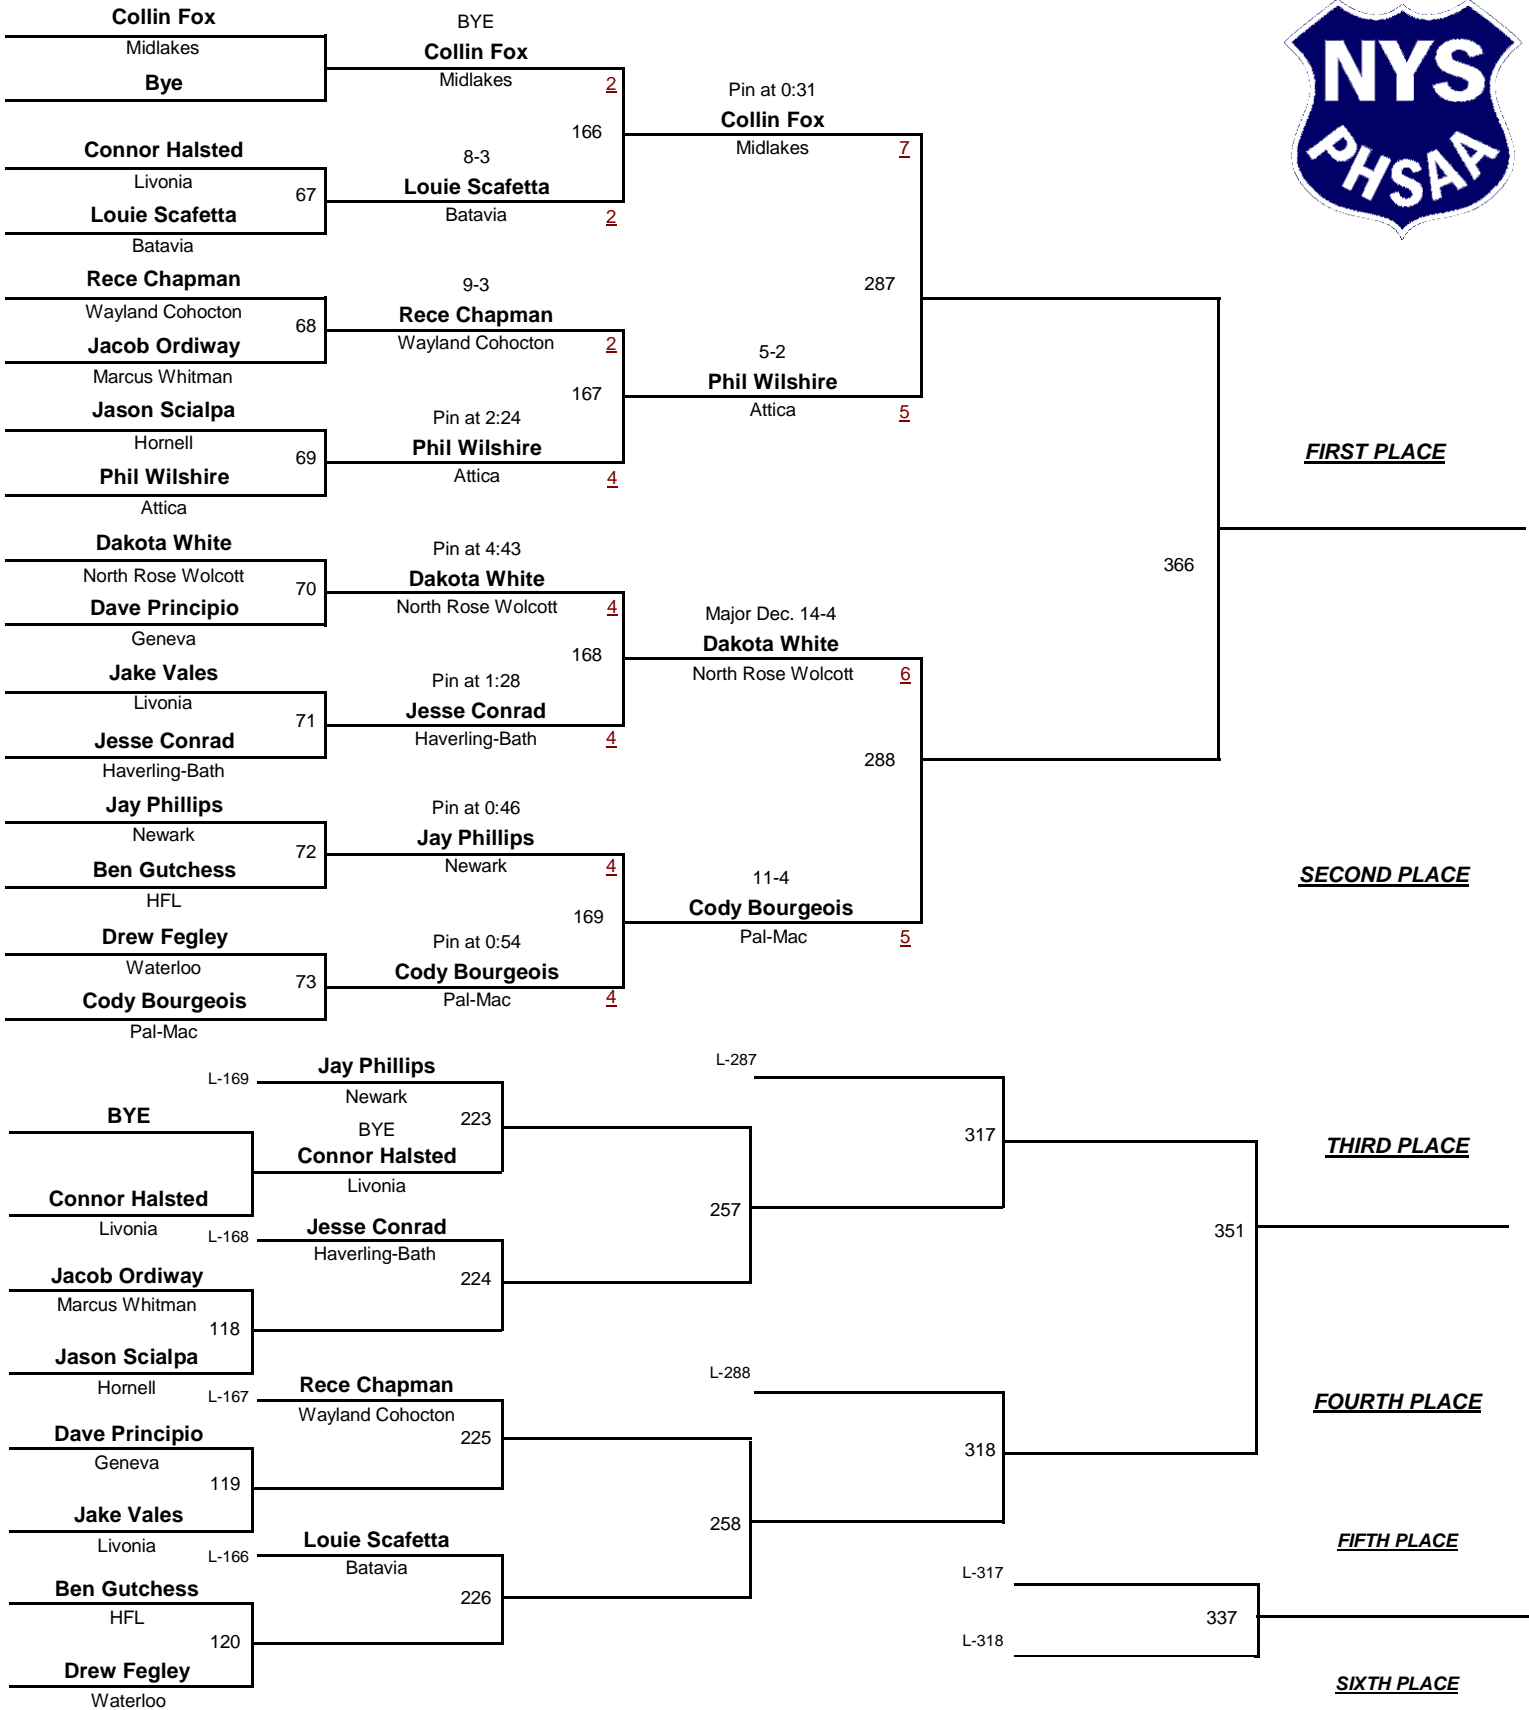 Collin Fox
Midlakes
Bye
Connor Halsted
Livonia
67
Louie Scafetta
Batavia
Rece Chapman
Wayland Cohocton
68
Jacob Ordiway
Marcus Whitman
Jason Scialpa
Hornell
69
Phil Wilshire
Attica
Dakota White
North Rose Wolcott
70
Dave Principio
Geneva
Jake Vales
Livonia
71
Jesse Conrad
Haverling-Bath
Jay Phillips
Newark
72
Ben Gutchess
HFL
Drew Fegley
Waterloo
73
Cody Bourgeois
Pal-Mac
BYE
Collin Fox
Midlakes
2
166
8-3
Louie Scafetta
Batavia
2
9-3
Rece Chapman
Wayland Cohocton
2
167
Pin at 2:24
Phil Wilshire
Attica
4
Pin at 4:43
Dakota White
North Rose Wolcott
4
168
Pin at 1:28
Jesse Conrad
Haverling-Bath
4
Pin at 0:46
Jay Phillips
Newark
4
169
Pin at 0:54
Cody Bourgeois
Pal-Mac
4
Pin at 0:31
Collin Fox
Midlakes
7
287
5-2
Phil Wilshire
Attica
5
Major Dec. 14-4
Dakota White
North Rose Wolcott
6
288
11-4
Cody Bourgeois
Pal-Mac
5
366
NYS
PHSAA
FIRST PLACE
SECOND PLACE
BYE
Connor Halsted
Livonia
Jacob Ordiway
Marcus Whitman
118
Jason Scialpa
Hornell
Dave Principio
Geneva
119
Jake Vales
Livonia
Ben Gutchess
HFL
120
Drew Fegley
Waterloo
L-169
Jay Phillips
Newark
223
BYE
Connor Halsted
Livonia
L-168
Jesse Conrad
Haverling-Bath
224
L-167
Rece Chapman
Wayland Cohocton
225
L-166
Louie Scafetta
Batavia
226
257
258
L-287
317
L-288
318
351
L-317
337
L-318
THIRD PLACE
FOURTH PLACE
FIFTH PLACE
SIXTH PLACE